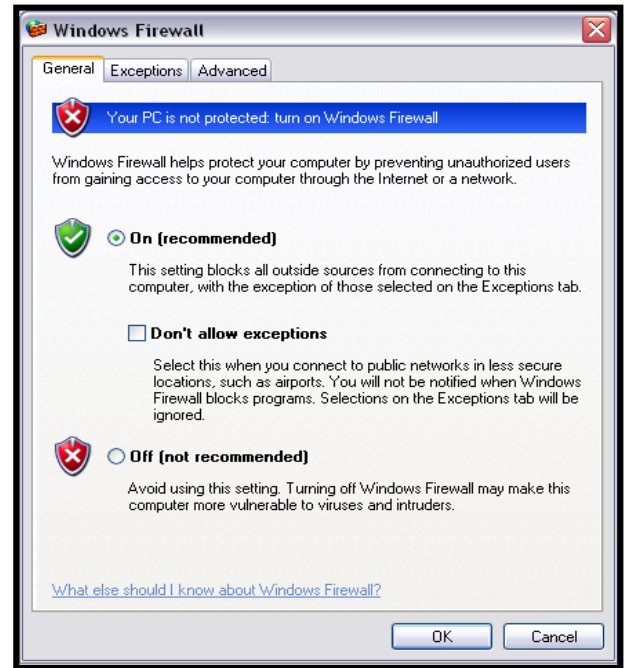 Windows Firewall
General Exceptions Advanced
Your PC is not protected: turn on Windows Firewall
Windows Firewall helps protect your computer by preventing unauthorized users
from gaining access to your computer through the Internet or a network.
On (recommended)
This setting blocks all outside sources from connecting to this
computer, with the exception of those selected on the Exceptions tab.
Don't allow exceptions
Select this when you connect to public networks in less secure
locations, such as airports. You will not be notified when Windows
Firewall blocks programs. Selections on the Exceptions tab will be
ignored.
Off (not recommended)
Avoid using this setting. Turning off Windows Firewall may make this
computer more vulnerable to viruses and intruders.
What else should I know about Windows Firewall?
OK Cancel